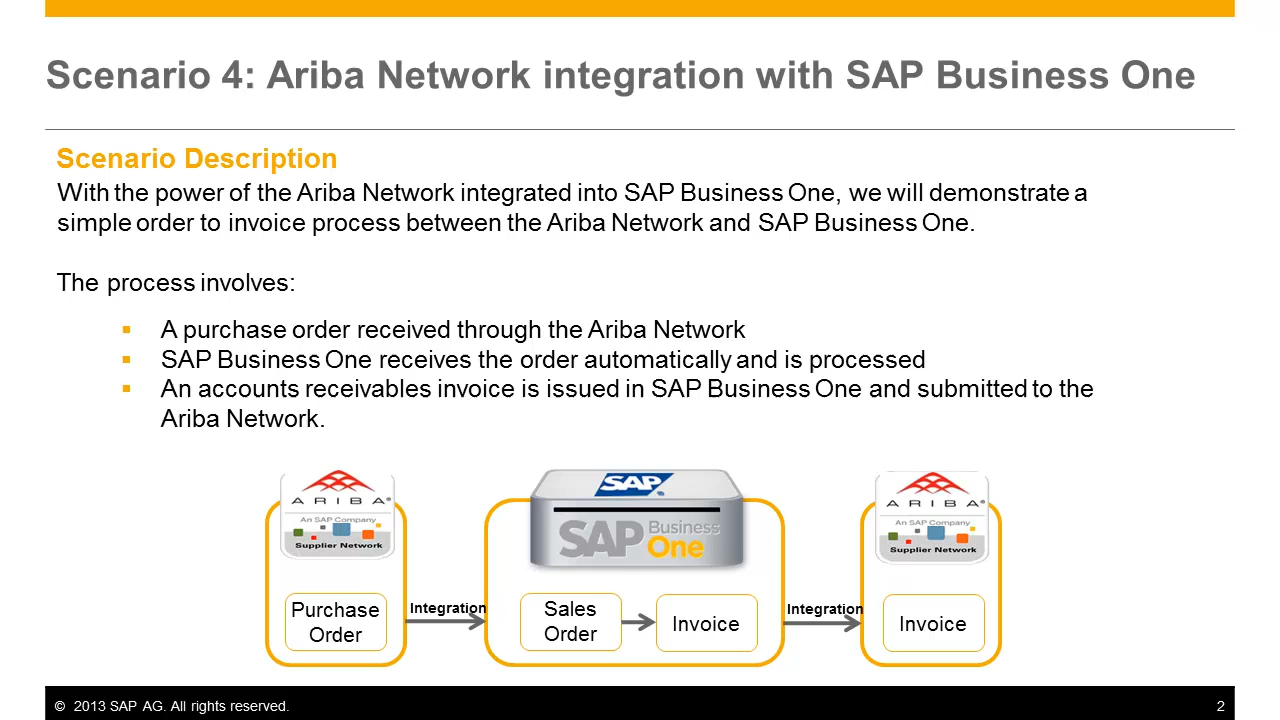 Scenario 4: Ariba Network integration with SAP Business One
Scenario Description
With the power of the Ariba Network integrated into SAP Business One, we will demonstrate a
simple order to invoice process between the Ariba Network and SAP Business One.
The process involves:
▪ A purchase order received through the Ariba Network
▪ SAP Business One receives the order automatically and is processed
▪ An accounts receivables invoice is issued in SAP Business One and submitted to the
Ariba Network.
ARIBA®
An SAP Company
Supplier Network
Purchase
Order
Integration
SAP®
SAP Business
One
Sales
Order
Invoice
Integration
ARIBA®
An SAP Company
Supplier Network
Invoice
© 2013 SAP AG. All rights reserved.
2